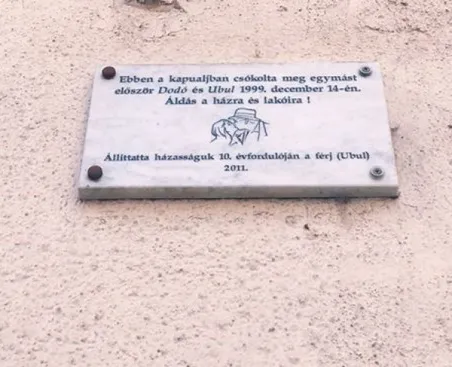 Ebben a kapualjban csókolta meg egymást
először Dodó és Ubul 1999. december 14-én.
Áldás a házra és lakóira !
Állíttatta házasságuk 10. évfordulóján a férj (Ubul)
2011.